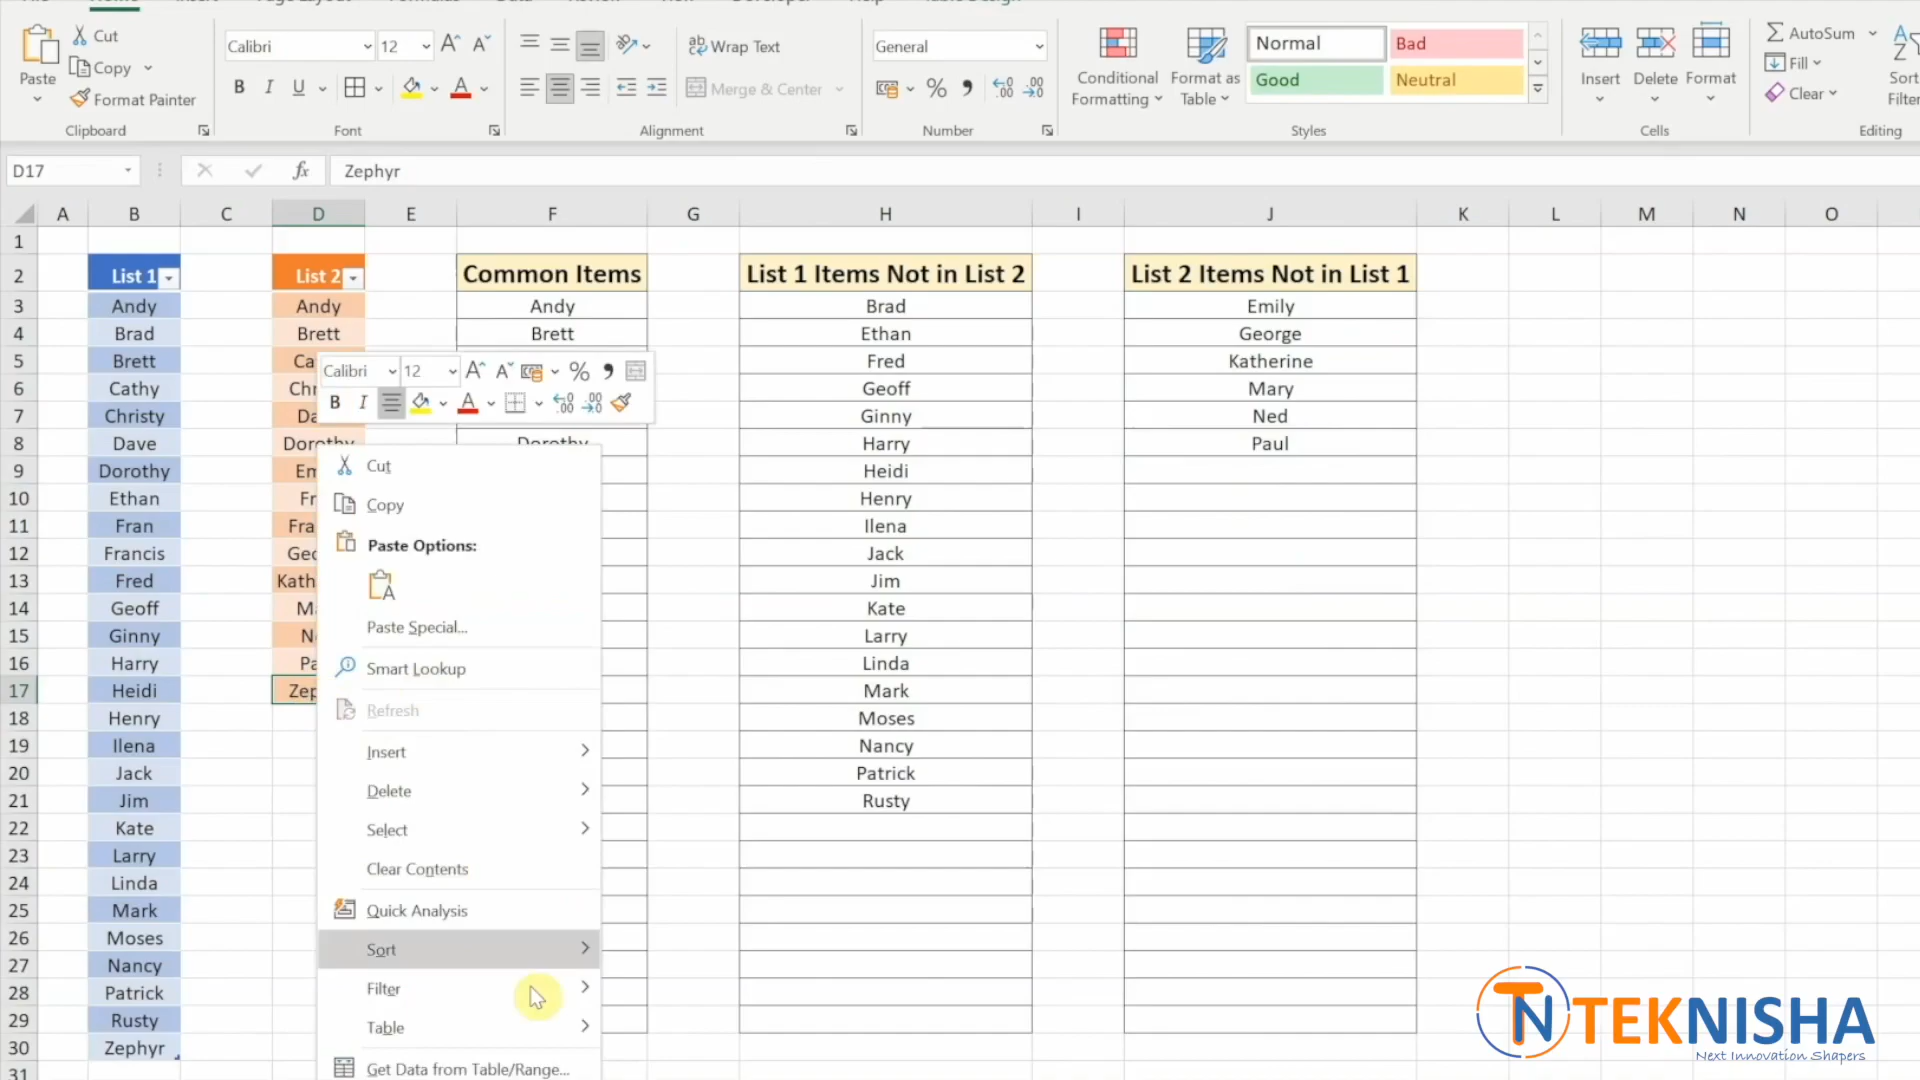 Home
Cut
Copy
Paste
Format Painter
Clipboard
Calibri 12
B I U
Font
Wrap Text
Merge & Center
Alignment
General
Number
Conditional Formatting
Format as Table
Normal Bad
Good Neutral
Styles
Insert Delete Format
Cells
AutoSum
Fill
Clear
Sort
Filter
Editing
D17 fx Zephyr
A B C D E F G H I J K L M N O
1
2 List 1 List 2 Common Items List 1 Items Not in List 2 List 2 Items Not in List 1
3 Andy Andy Andy Brad Emily
4 Brad Brett Brett Ethan George
5 Brett Ca Fred Katherine
6 Cathy Chr Geoff Mary
7 Christy Da Ginny Ned
8 Dave Dorothy Dorothy Harry Paul
9 Dorothy Em Heidi
10 Ethan Fr Henry
11 Fran Fra Ilena
12 Francis Geo Jack
13 Fred Kath Jim
14 Geoff Ma Kate
15 Ginny Ne Larry
16 Harry Pa Linda
17 Heidi Zep Mark
18 Henry Moses
19 Ilena Nancy
20 Jack Patrick
21 Jim Rusty
22 Kate
23 Larry
24 Linda
25 Mark
26 Moses
27 Nancy
28 Patrick
29 Rusty
30 Zephyr
31
Calibri 12
B I
Cut
Copy
Paste Options:
Paste Special...
Smart Lookup
Refresh
Insert
Delete
Select
Clear Contents
Quick Analysis
Sort
Filter
Table
Get Data from Table/Range...
TN TEKNISHA
Next Innovation Shapers